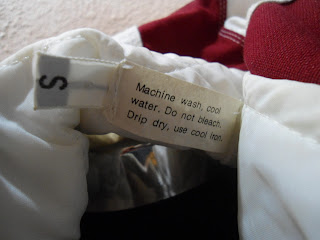 S
Machine wash, cool
water. Do not bleach.
Drip dry, use cool iron.